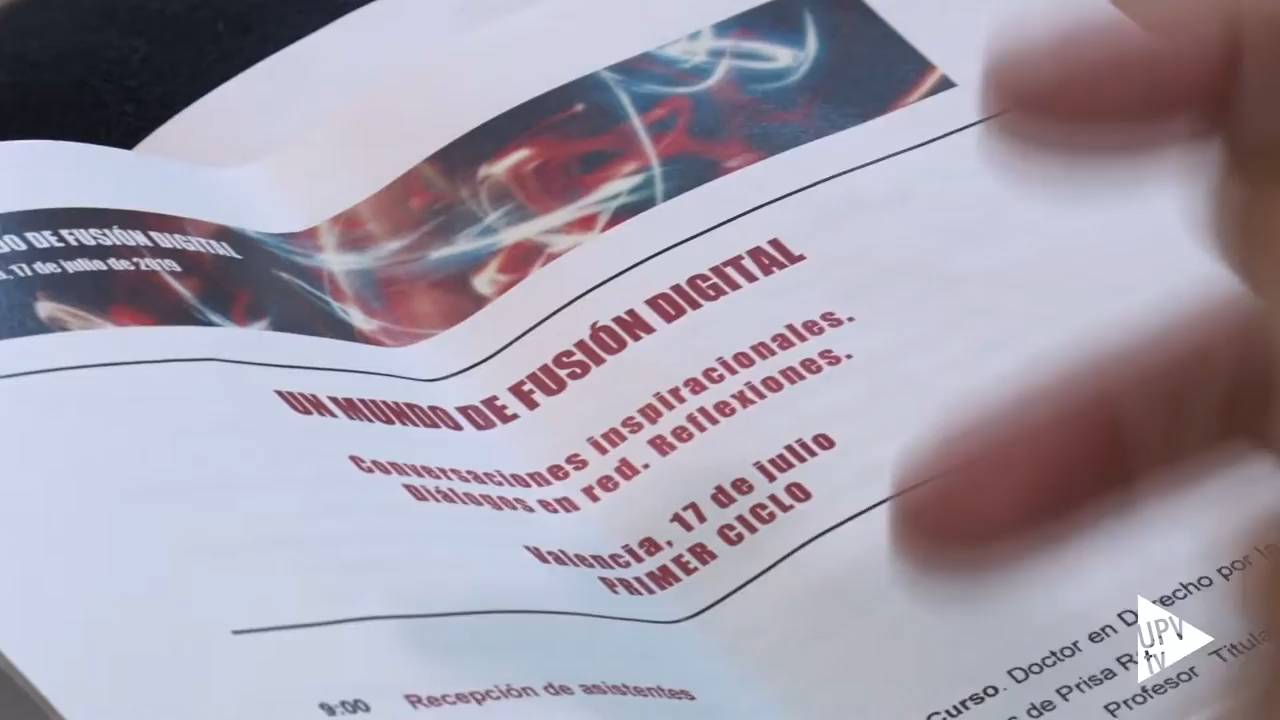 DO DE FUSIÓN DIGITAL
17 de julio de 2019
UN MUNDO DE FUSIÓN DIGITAL
Conversaciones inspiracionales.
Diálogos en red. Reflexiones.
Valencia, 17 de julio
PRIMER CICLO
9:00 Recepción de asistentes
Curso. Doctor en Derecho por la
de Prisa
Profesor Titula
UPV
tv